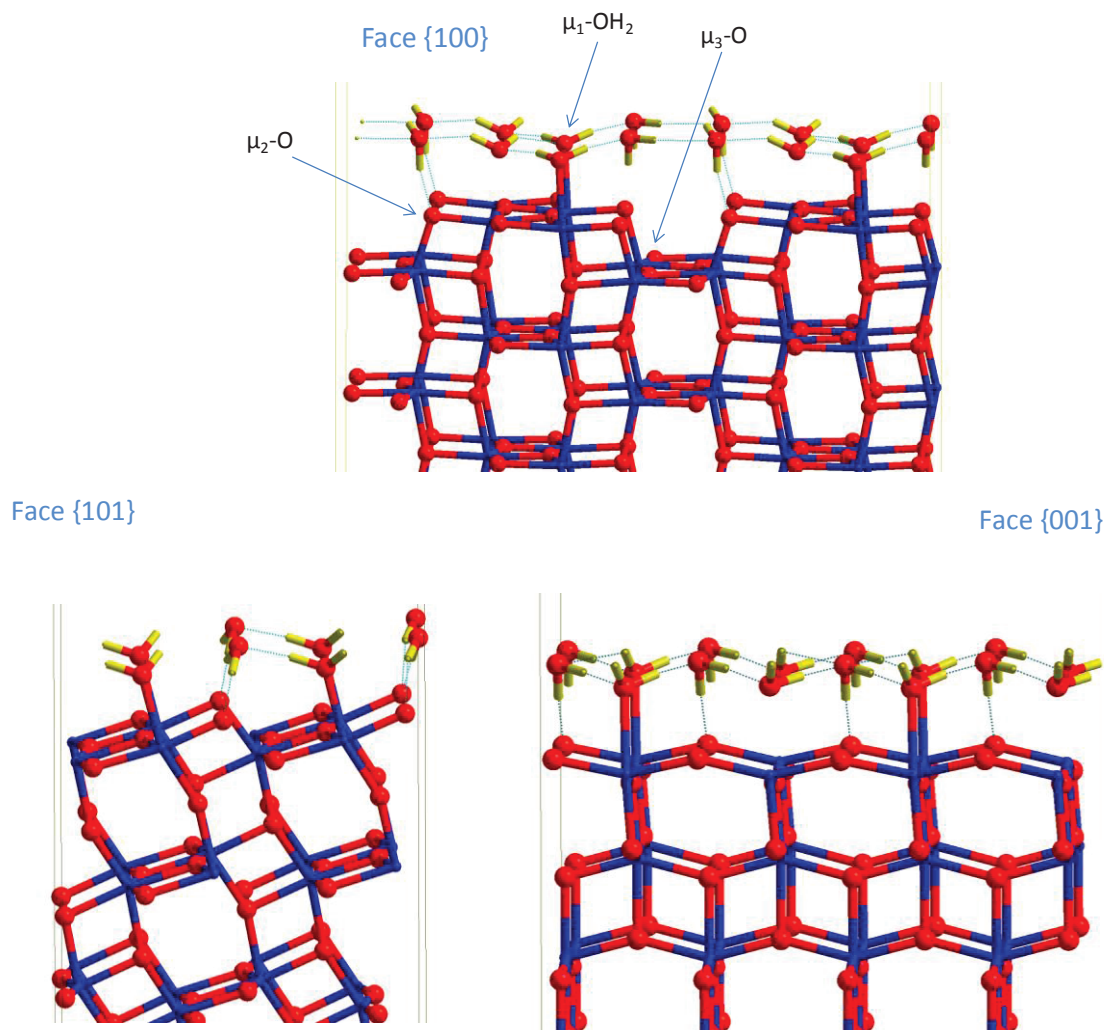 μ₁-OH₂
Face {100}
μ₃-O
μ₂-O
Face {101}
Face {001}